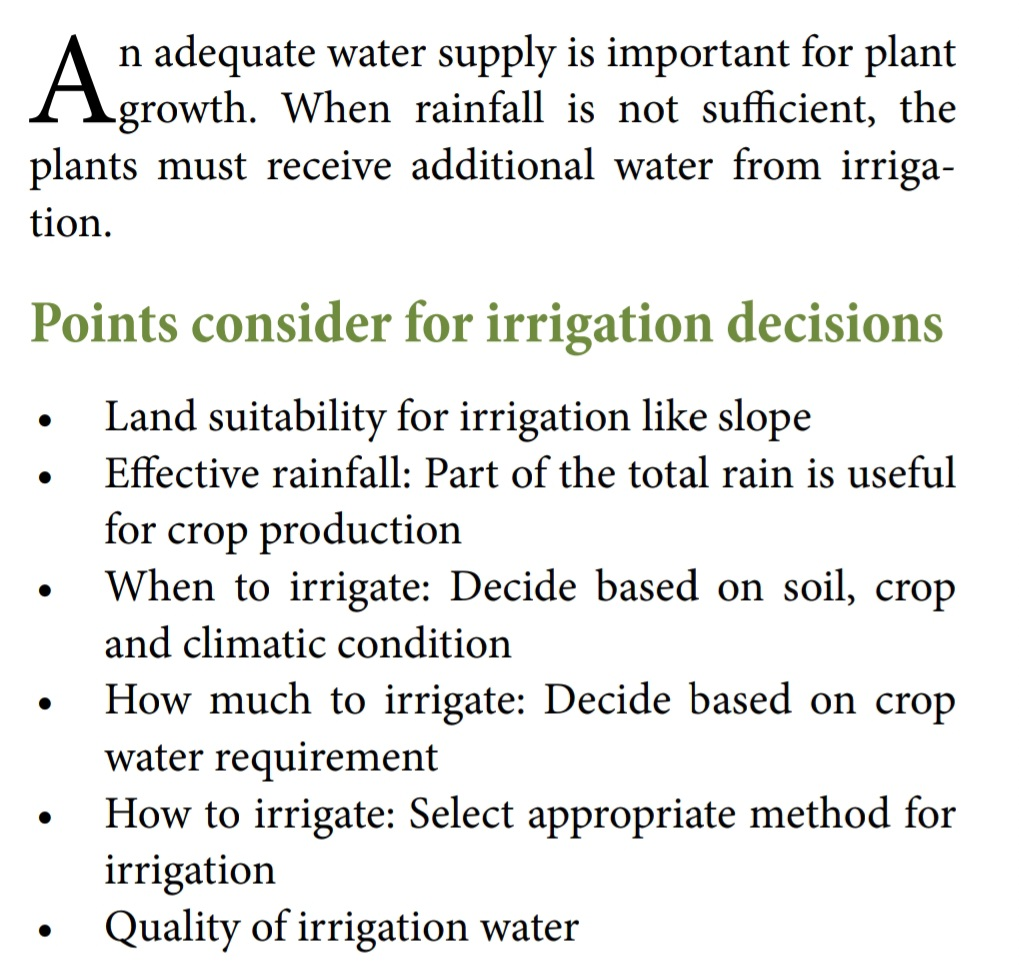 An adequate water supply is important for plant
growth. When rainfall is not sufficient, the
plants must receive additional water from irriga-
tion.
Points consider for irrigation decisions
• Land suitability for irrigation like slope
• Effective rainfall: Part of the total rain is useful
for crop production
• When to irrigate: Decide based on soil, crop
and climatic condition
• How much to irrigate: Decide based on crop
water requirement
• How to irrigate: Select appropriate method for
irrigation
• Quality of irrigation water